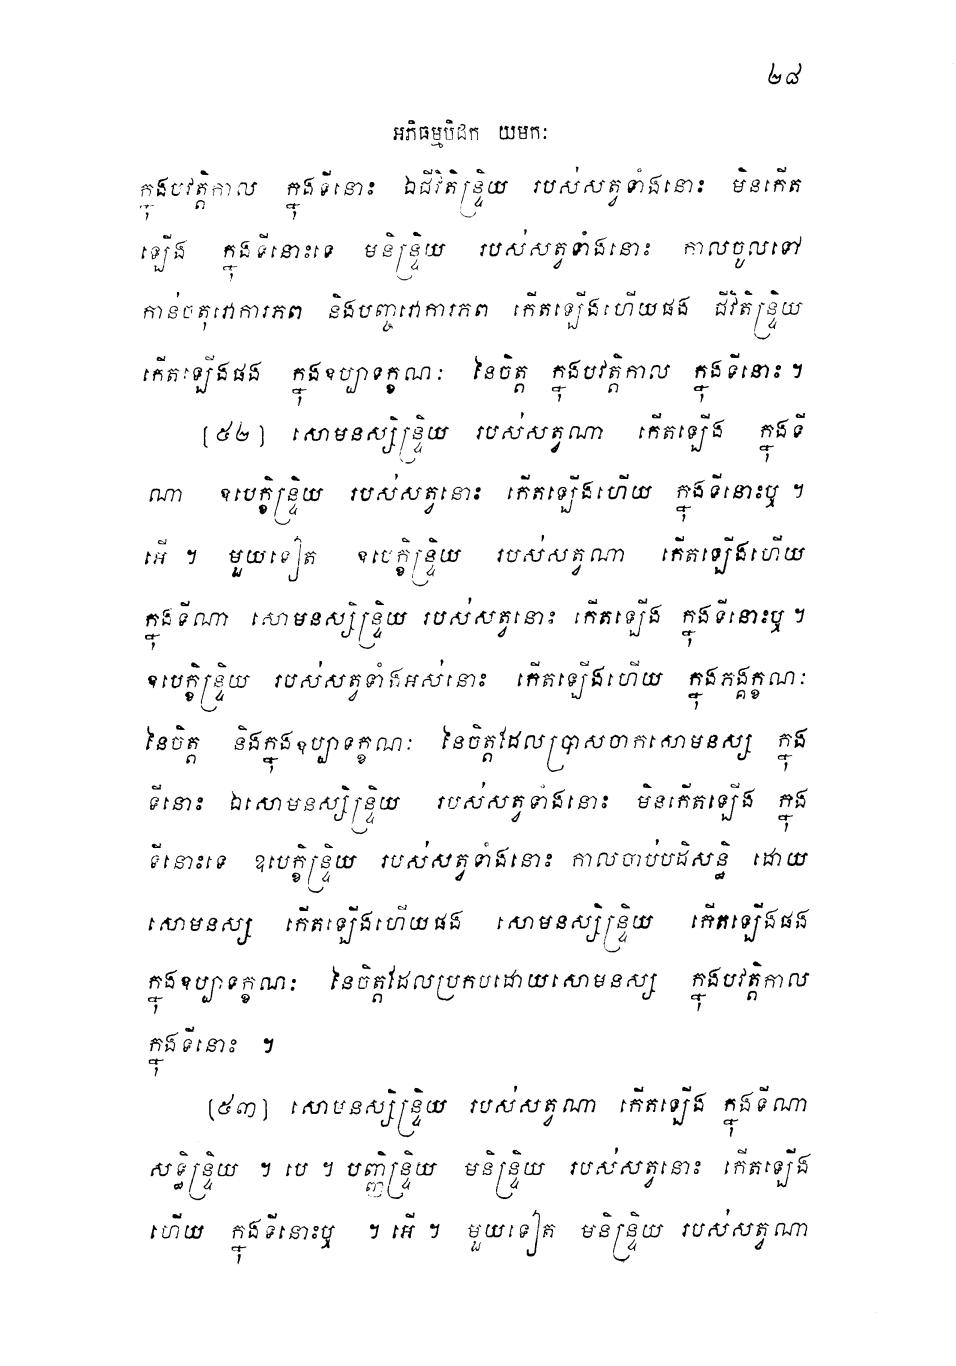 ២៨
អភិធម្មបិដក យមកៈ
ក្នុងបវត្តិកាល ក្នុងទីនោះ ឯជីវិតិន្ទ្រិយ របស់សត្វទាំងនោះ មិនកើត
ឡើង ក្នុងទីនោះទេ មនិន្ទ្រិយ របស់សត្វទាំងនោះ កាលចូលទៅ
កាន់ចតុវោការភព និងបញ្ចវោការភព កើតឡើងហើយផង ជីវិតិន្ទ្រិយ
កើតឡើងផង ក្នុងឧប្បាទក្ខណៈ នៃចិត្ត ក្នុងបវត្តិកាល ក្នុងទីនោះ។
[៥២] សោមនស្សិន្ទ្រិយ របស់សត្វណា កើតឡើង ក្នុងទី
ណា ឧបេក្ខិន្ទ្រិយ របស់សត្វនោះ កើតឡើងហើយ ក្នុងទីនោះឬ ។
អើ ។ មួយទៀត ឧបេក្ខិន្ទ្រិយ របស់សត្វណា កើតឡើងហើយ
ក្នុងទីណា សោមនស្សិន្ទ្រិយ របស់សត្វនោះ កើតឡើង ក្នុងទីនោះឬ ។
ឧបេក្ខិន្ទ្រិយ របស់សត្វទាំងអស់នោះ កើតឡើងហើយ ក្នុងភង្គក្ខណៈ
នៃចិត្ត និងក្នុងឧប្បាទក្ខណៈ នៃចិត្តដែលប្រាសចាកសោមនស្ស ក្នុង
ទីនោះ ឯសោមនស្សិន្ទ្រិយ របស់សត្វទាំងនោះ មិនកើតឡើង ក្នុង
ទីនោះទេ ឧបេក្ខិន្ទ្រិយ របស់សត្វទាំងនោះ កាលចាប់បដិសន្ធិ ដោយ
សោមនស្ស កើតឡើងហើយផង សោមនស្សិន្ទ្រិយ កើតឡើងផង
ក្នុងឧប្បាទក្ខណៈ នៃចិត្តដែលប្រកបដោយសោមនស្ស ក្នុងបវត្តិកាល
ក្នុងទីនោះ ។
[៥៣] សោមនស្សិន្ទ្រិយ របស់សត្វណា កើតឡើង ក្នុងទីណា
សទ្ធិន្ទ្រិយ ។ បេ ។ បញ្ញិន្ទ្រិយ មនិន្ទ្រិយ របស់សត្វនោះ កើតឡើង
ហើយ ក្នុងទីនោះឬ ។ អើ ។ មួយទៀត មនិន្ទ្រិយ របស់សត្វណា